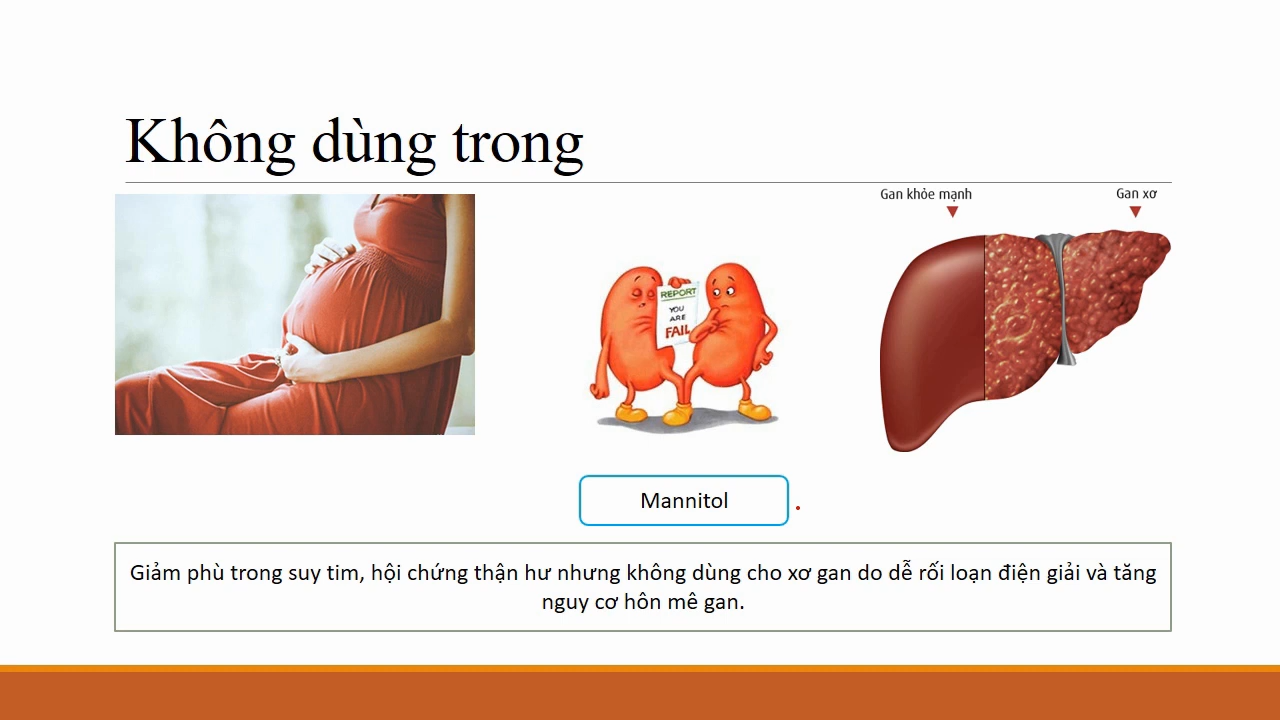 Không dùng trong
Gan khỏe mạnh
Gan xơ
REPORT
YOU
ARE
FAIL
Mannitol
Giảm phù trong suy tim, hội chứng thận hư nhưng không dùng cho xơ gan do dễ rối loạn điện giải và tăng
nguy cơ hôn mê gan.